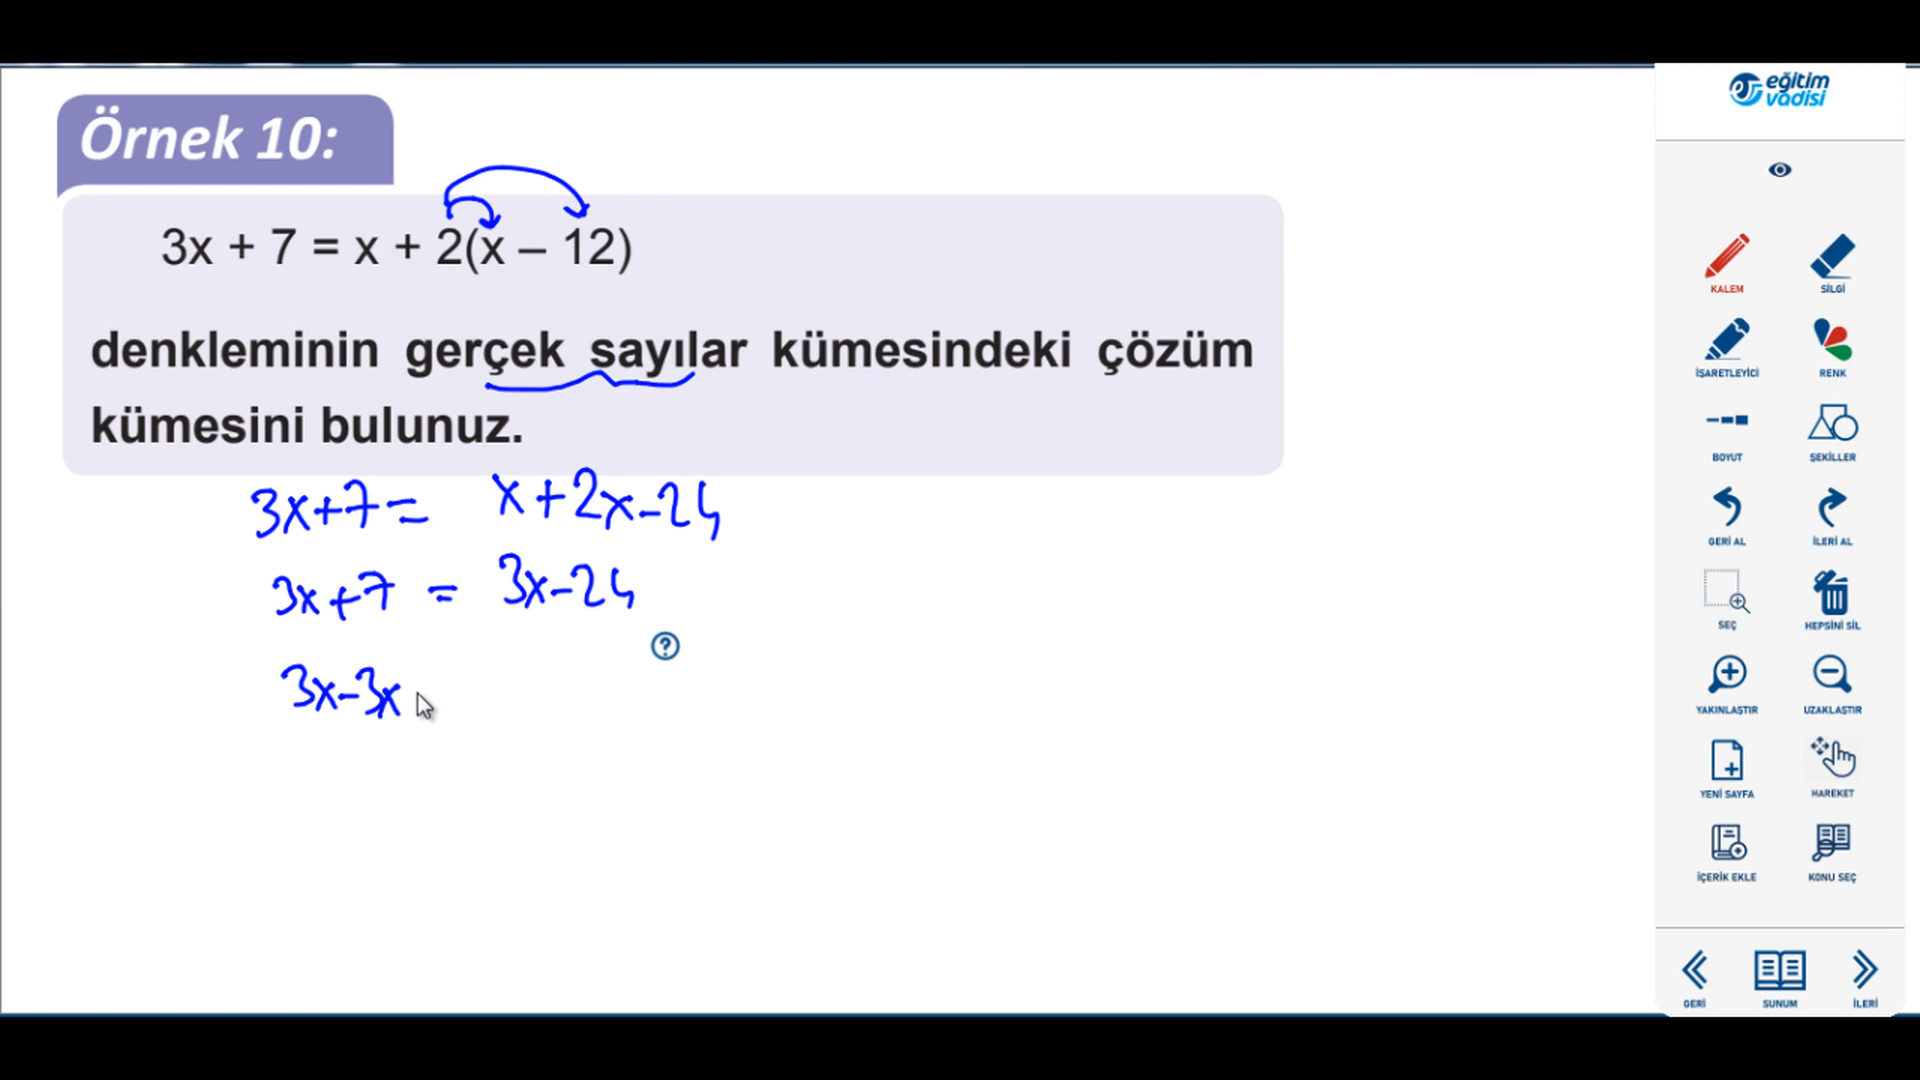 Örnek 10:
3x + 7 = x + 2(x – 12)
denkleminin gerçek sayılar kümesindeki çözüm
kümesini bulunuz.
3x+7= x+2x-24
3x+7 = 3x-24
?
3x-3x
eğitim
vadisi
KALEM SİLGİ
İŞARETLEYİCİ RENK
BOYUT ŞEKİLLER
GERİ AL İLERİ AL
SEÇ HEPSİNİ SİL
YAKINLAŞTIR UZAKLAŞTIR
YENİ SAYFA HAREKET
İÇERİK EKLE KONU SEÇ
GERİ SUNUM İLERİ